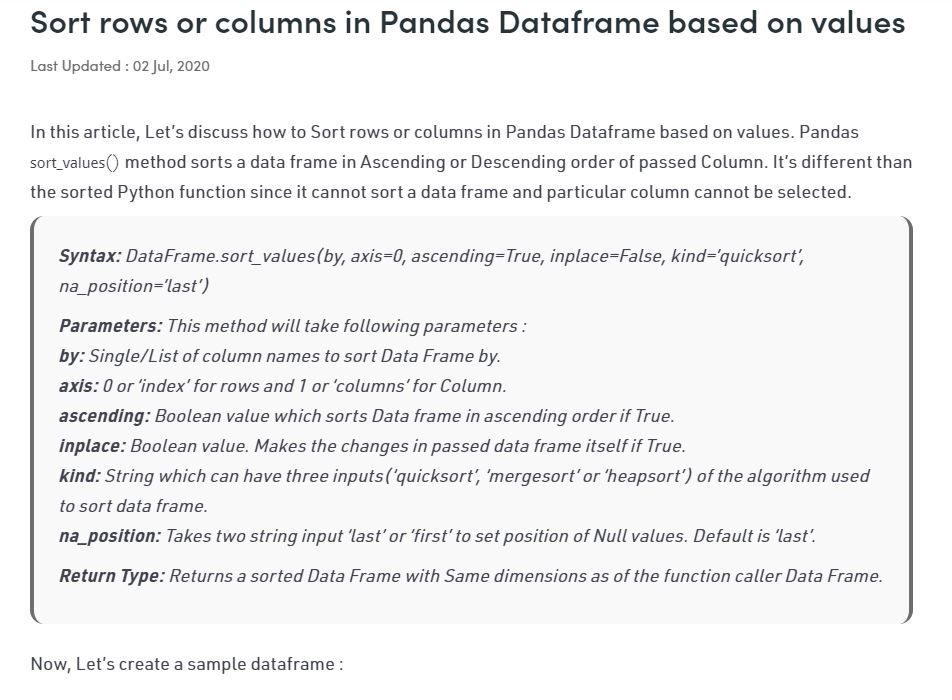 Sort rows or columns in Pandas Dataframe based on values
Last Updated : 02 Jul, 2020
In this article, Let’s discuss how to Sort rows or columns in Pandas Dataframe based on values. Pandas
sort_values() method sorts a data frame in Ascending or Descending order of passed Column. It’s different than
the sorted Python function since it cannot sort a data frame and particular column cannot be selected.
Syntax: DataFrame.sort_values(by, axis=0, ascending=True, inplace=False, kind=’quicksort’,
na_position=’last’)
Parameters: This method will take following parameters :
by: Single/List of column names to sort Data Frame by.
axis: 0 or ‘index’ for rows and 1 or ‘columns’ for Column.
ascending: Boolean value which sorts Data frame in ascending order if True.
inplace: Boolean value. Makes the changes in passed data frame itself if True.
kind: String which can have three inputs(‘quicksort’, ‘mergesort’ or ‘heapsort’) of the algorithm used
to sort data frame.
na_position: Takes two string input ‘last’ or ‘first’ to set position of Null values. Default is ‘last’.
Return Type: Returns a sorted Data Frame with Same dimensions as of the function caller Data Frame.
Now, Let’s create a sample dataframe :